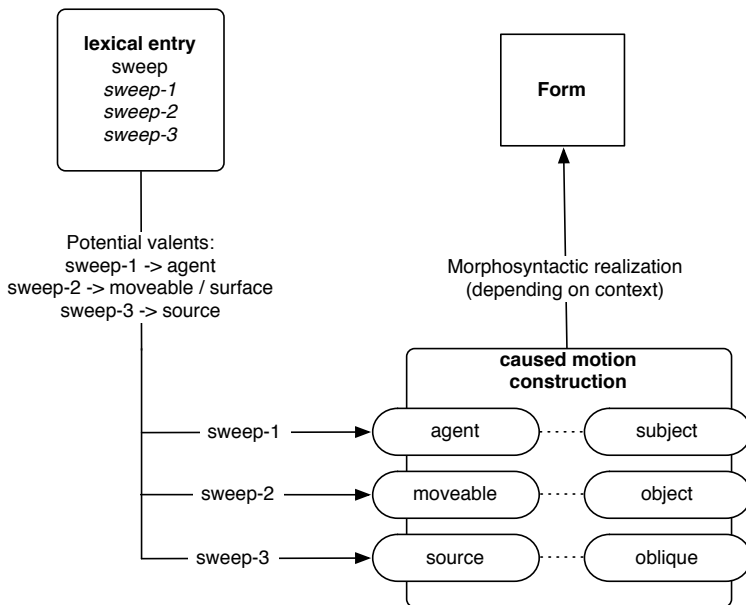 lexical entry
sweep
sweep-1
sweep-2
sweep-3
Form
Potential valents:
sweep-1 -> agent
sweep-2 -> moveable / surface
sweep-3 -> source
Morphosyntactic realization
(depending on context)
caused motion
construction
sweep-1
agent
subject
sweep-2
moveable
object
sweep-3
source
oblique